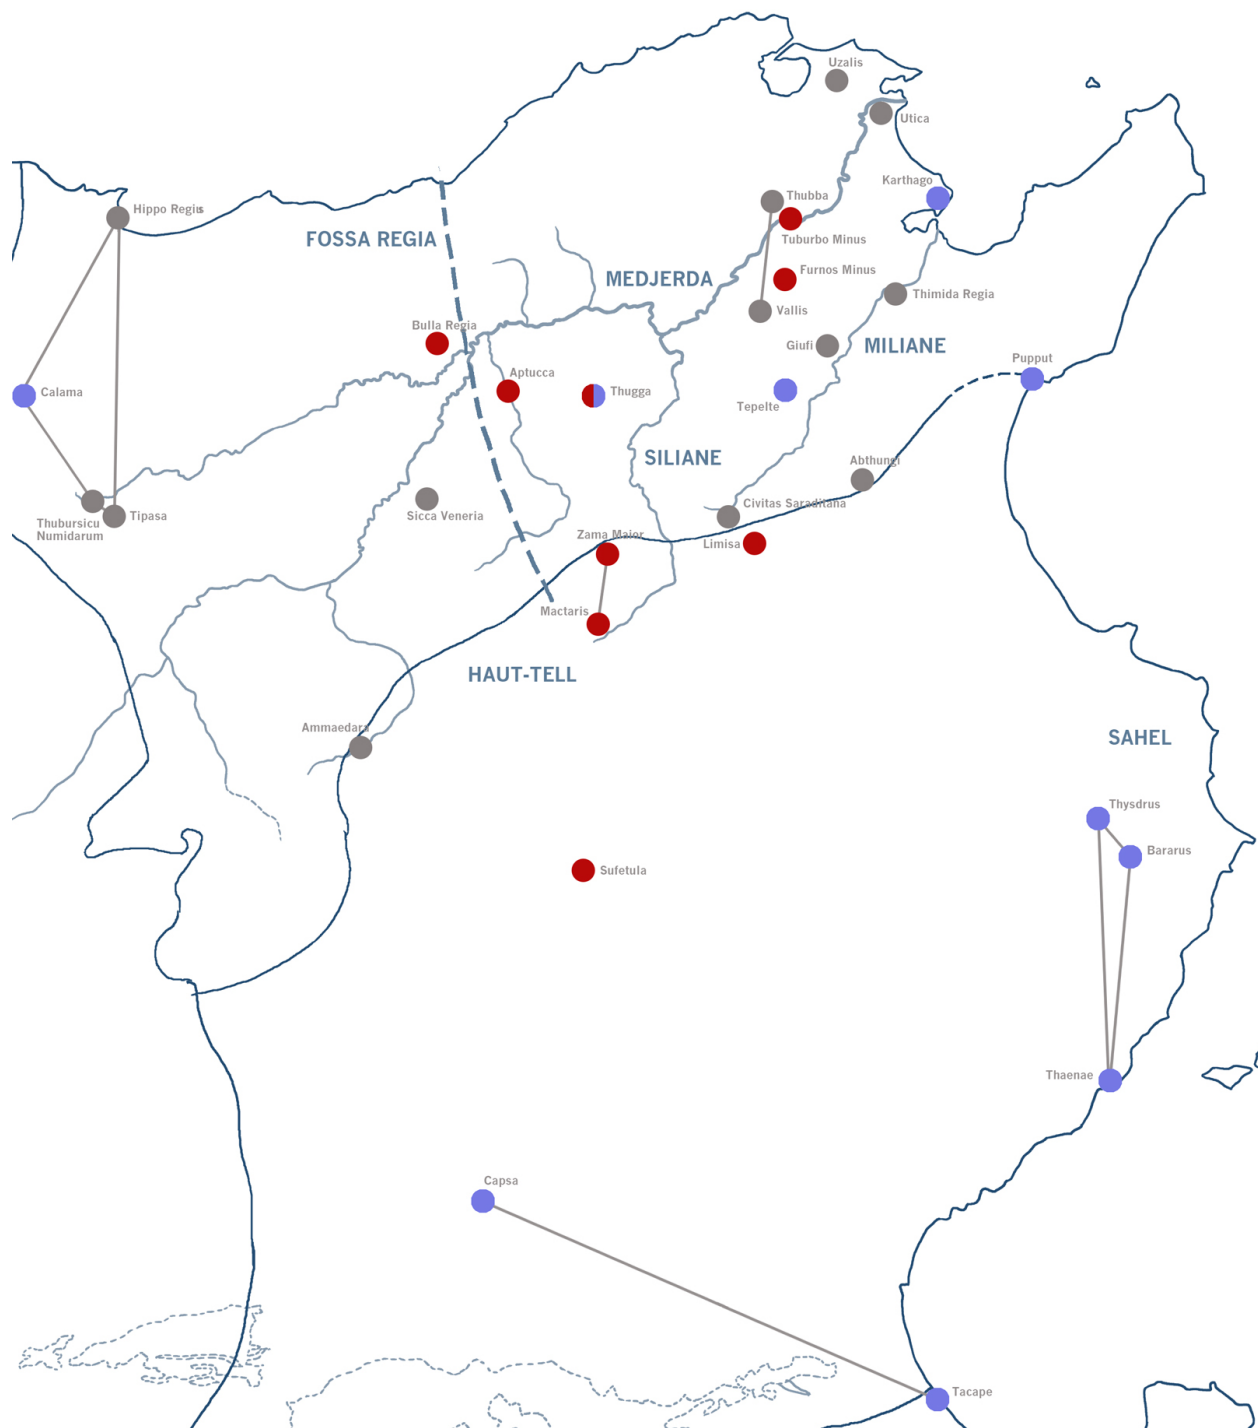 Uzalis
Utica
Karthago
Thubba
Hippo Regius
Tuburbo Minus
FOSSA REGIA
Furnos Minus
MEDJERDA
Thimida Regia
Vallis
Bulla Regia
Giufi
MILIANE
Pupput
Aptucca
Calama
Thugga
Tepelte
SILIANE
Abthungi
Civitas Saraditana
Sicca Veneria
Tipasa
Thubursicu
Numidarum
Zama Maior
Limisa
Mactaris
HAUT-TELL
Ammaedara
SAHEL
Thysdrus
Bararus
Sufetula
Thaenae
Capsa
Tacape